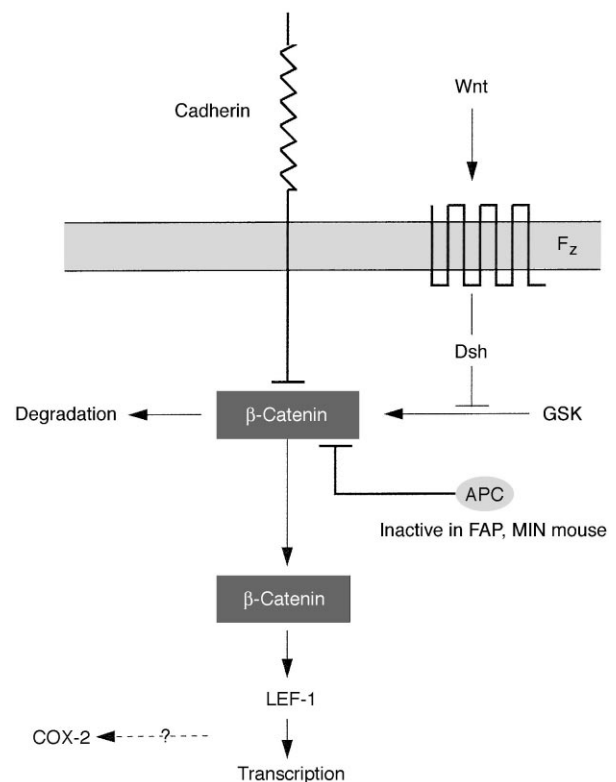 Wnt
Cadherin
Fz
Dsh
Degradation
β-Catenin
GSK
APC
Inactive in FAP, MIN mouse
β-Catenin
LEF-1
COX-2
?
Transcription